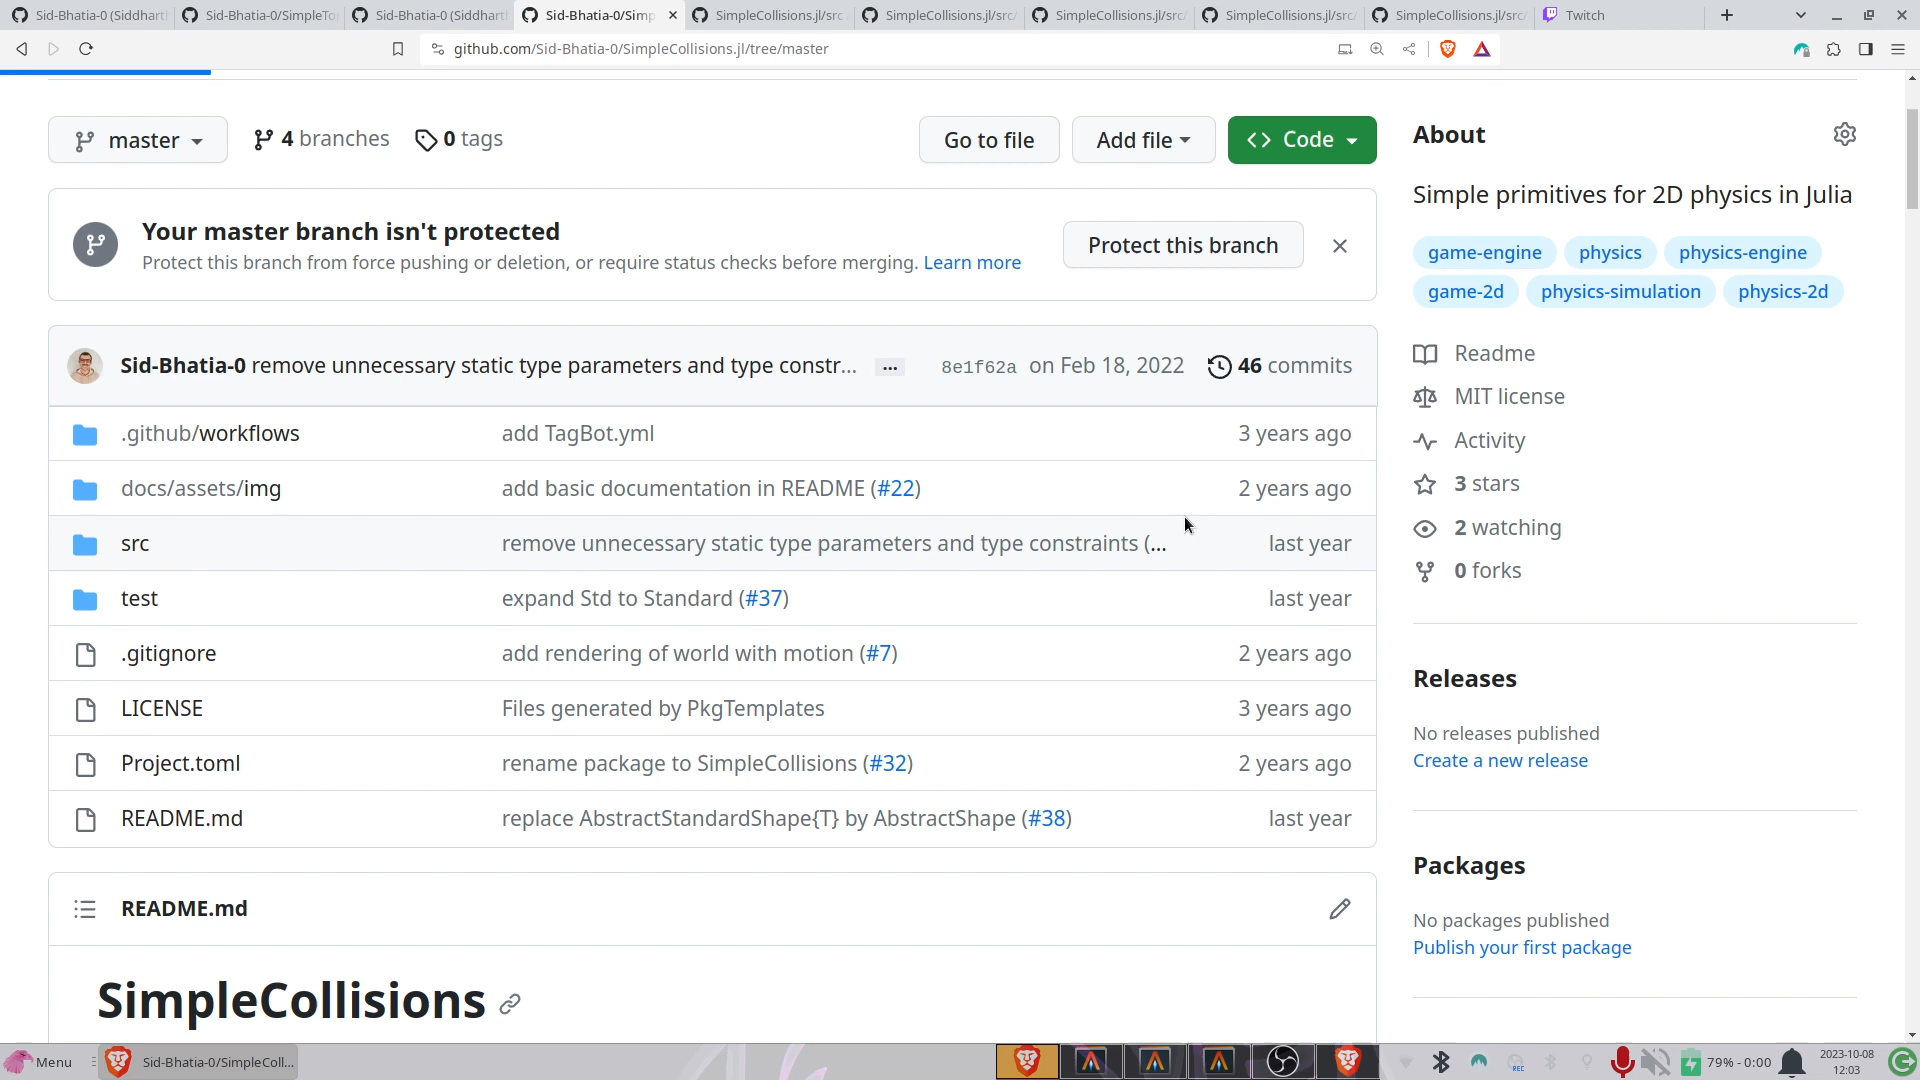 Sid-Bhatia-0 (Siddhart
Sid-Bhatia-0/SimpleTo
Sid-Bhatia-0 (Siddhart
Sid-Bhatia-0/Simp
SimpleCollisions.jl/src
SimpleCollisions.jl/src/
SimpleCollisions.jl/src/
SimpleCollisions.jl/src/
SimpleCollisions.jl/src/
Twitch
github.com/Sid-Bhatia-0/SimpleCollisions.jl/tree/master
master
4 branches
0 tags
Go to file
Add file
Code
Your master branch isn't protected
Protect this branch from force pushing or deletion, or require status checks before merging. Learn more
Protect this branch
Sid-Bhatia-0 remove unnecessary static type parameters and type constr... ...
8e1f62a on Feb 18, 2022
46 commits
.github/workflows add TagBot.yml 3 years ago
docs/assets/img add basic documentation in README (#22) 2 years ago
src remove unnecessary static type parameters and type constraints (... last year
test expand Std to Standard (#37) last year
.gitignore add rendering of world with motion (#7) 2 years ago
LICENSE Files generated by PkgTemplates 3 years ago
Project.toml rename package to SimpleCollisions (#32) 2 years ago
README.md replace AbstractStandardShape{T} by AbstractShape (#38) last year
README.md
SimpleCollisions
About
Simple primitives for 2D physics in Julia
game-engine physics physics-engine
game-2d physics-simulation physics-2d
Readme
MIT license
Activity
3 stars
2 watching
0 forks
Releases
No releases published
Create a new release
Packages
No packages published
Publish your first package
Menu
Sid-Bhatia-0/SimpleColl...
REC
79% - 0:00
2023-10-08
12:03